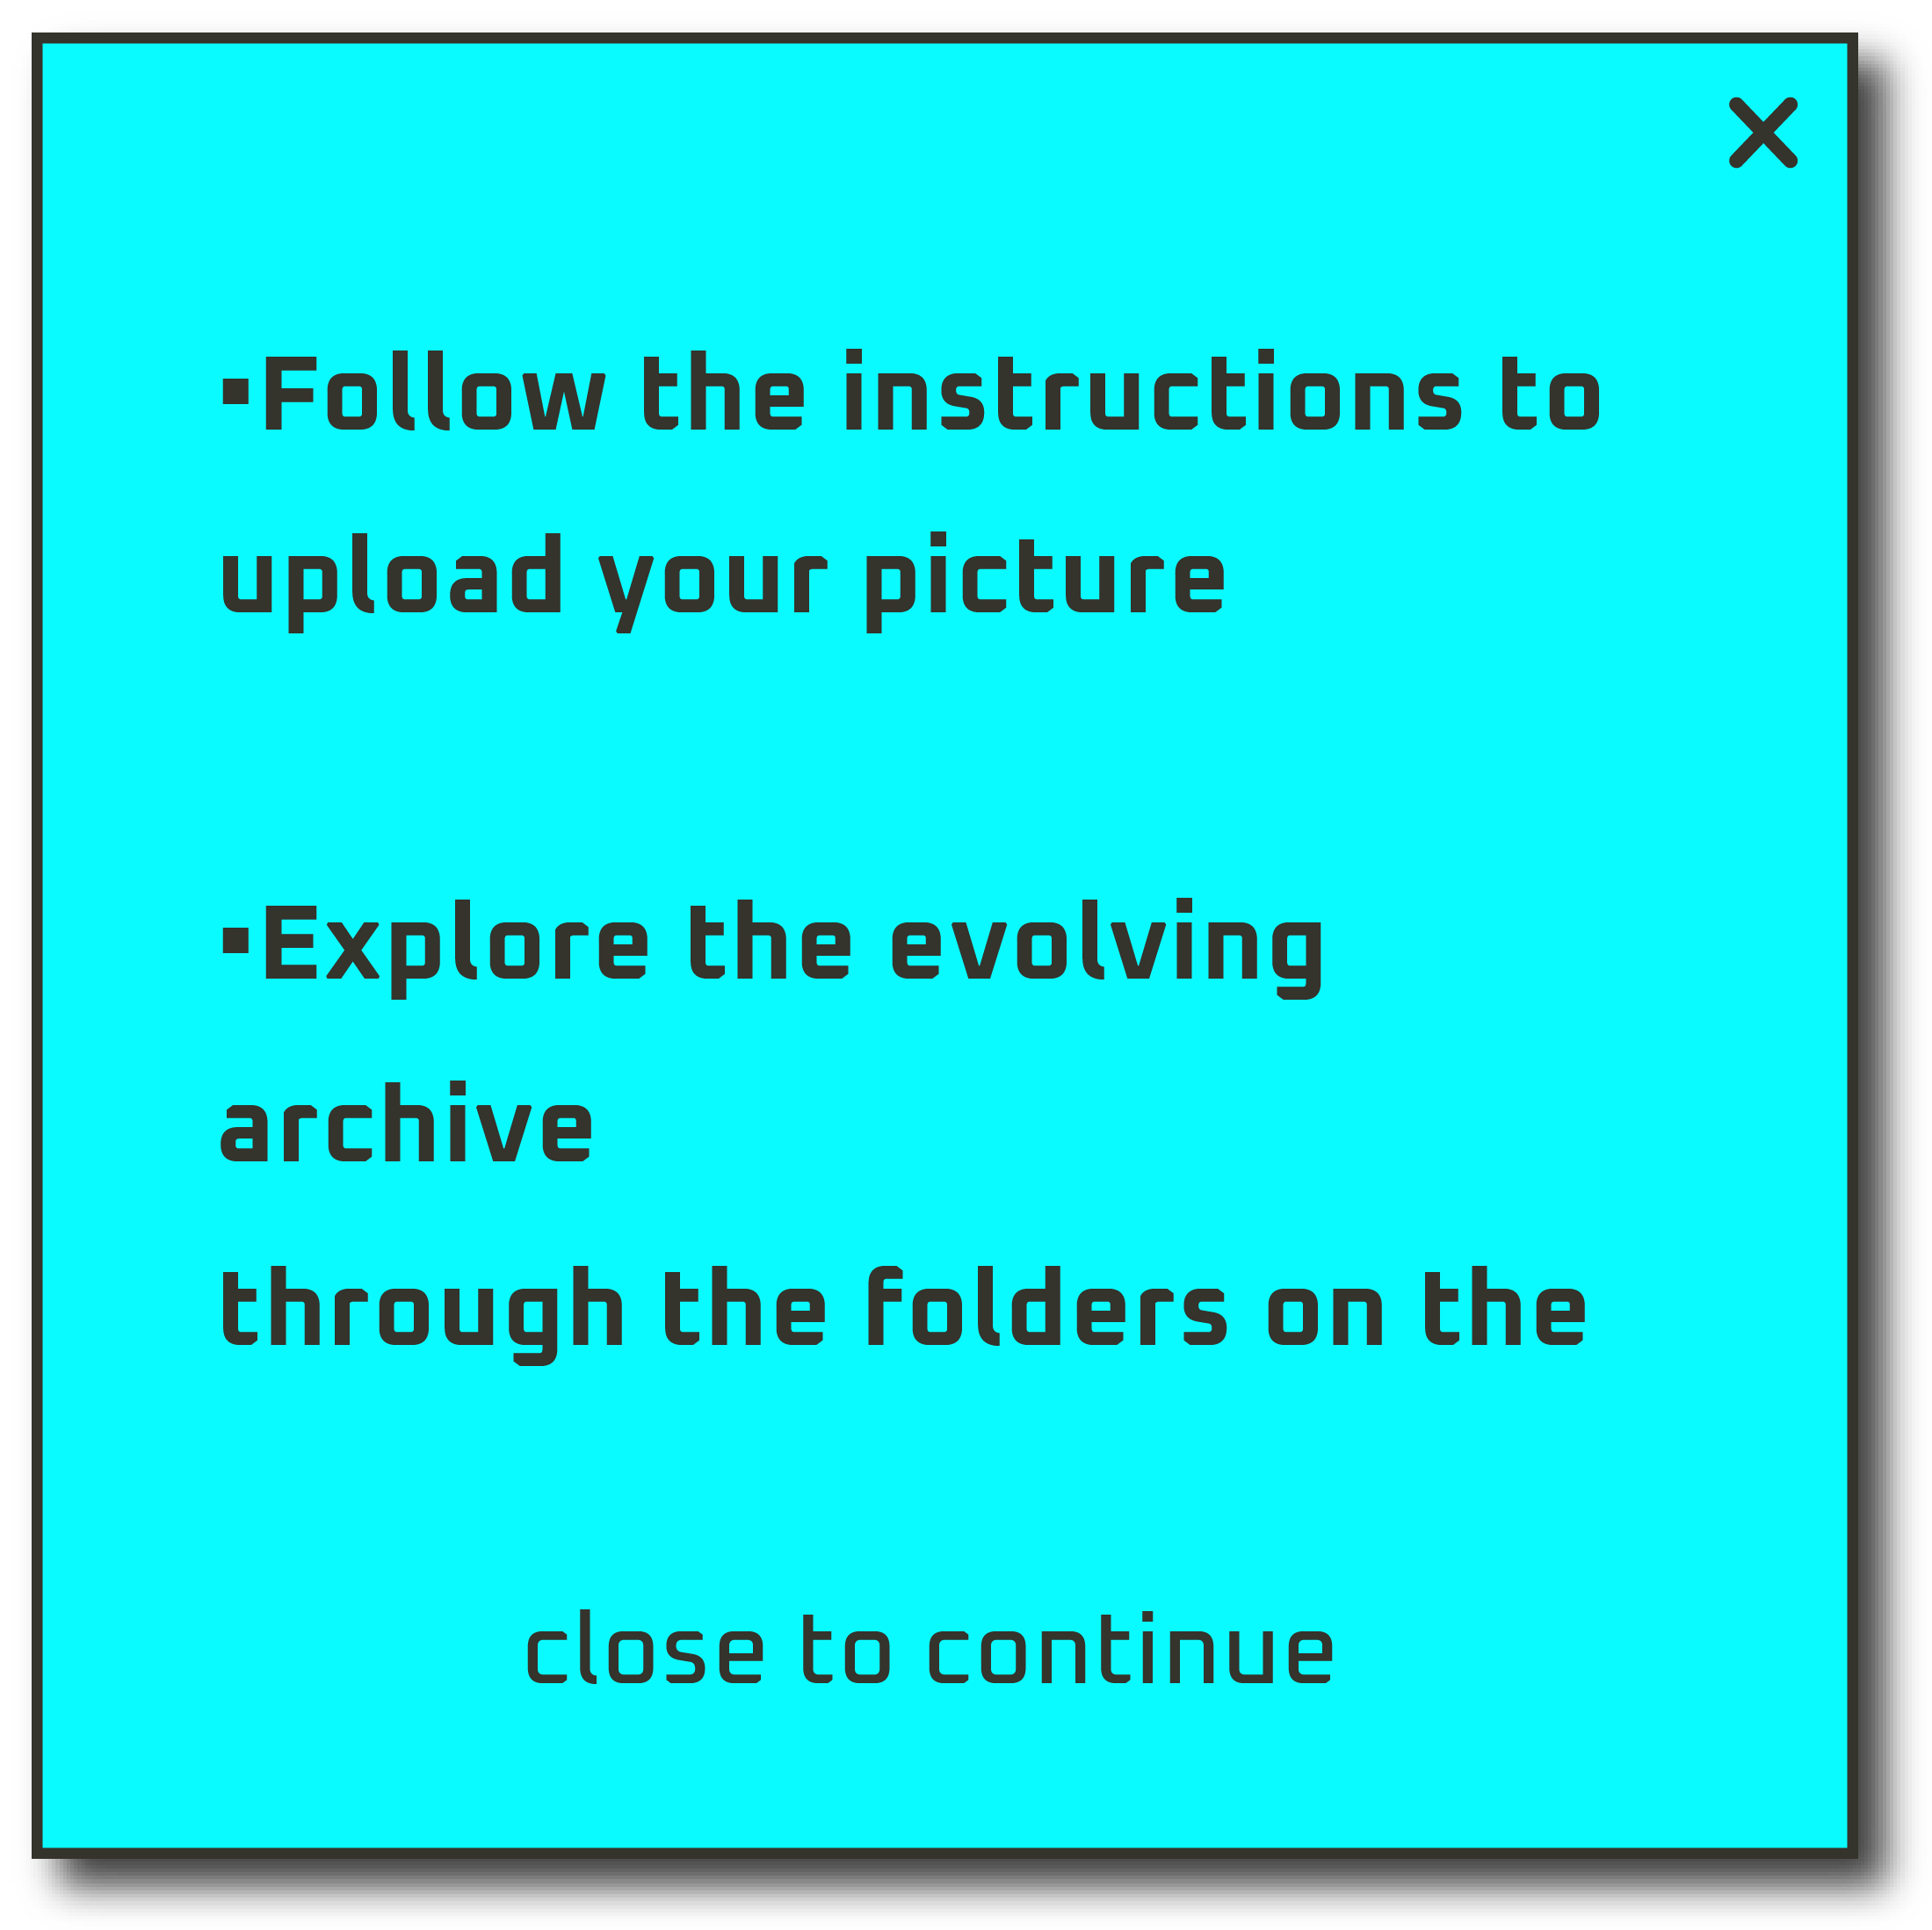 ▪Follow the instructions to
upload your picture
▪Explore the evolving
archive
through the folders on the
close to continue